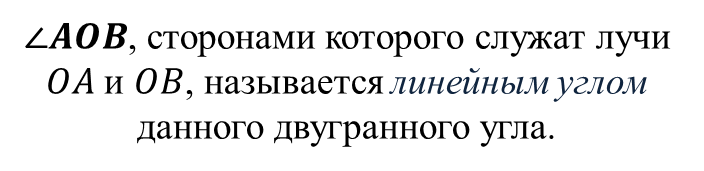 ∠AOB, сторонами которого служат лучи
OA и OB, называется линейным углом
данного двугранного угла.